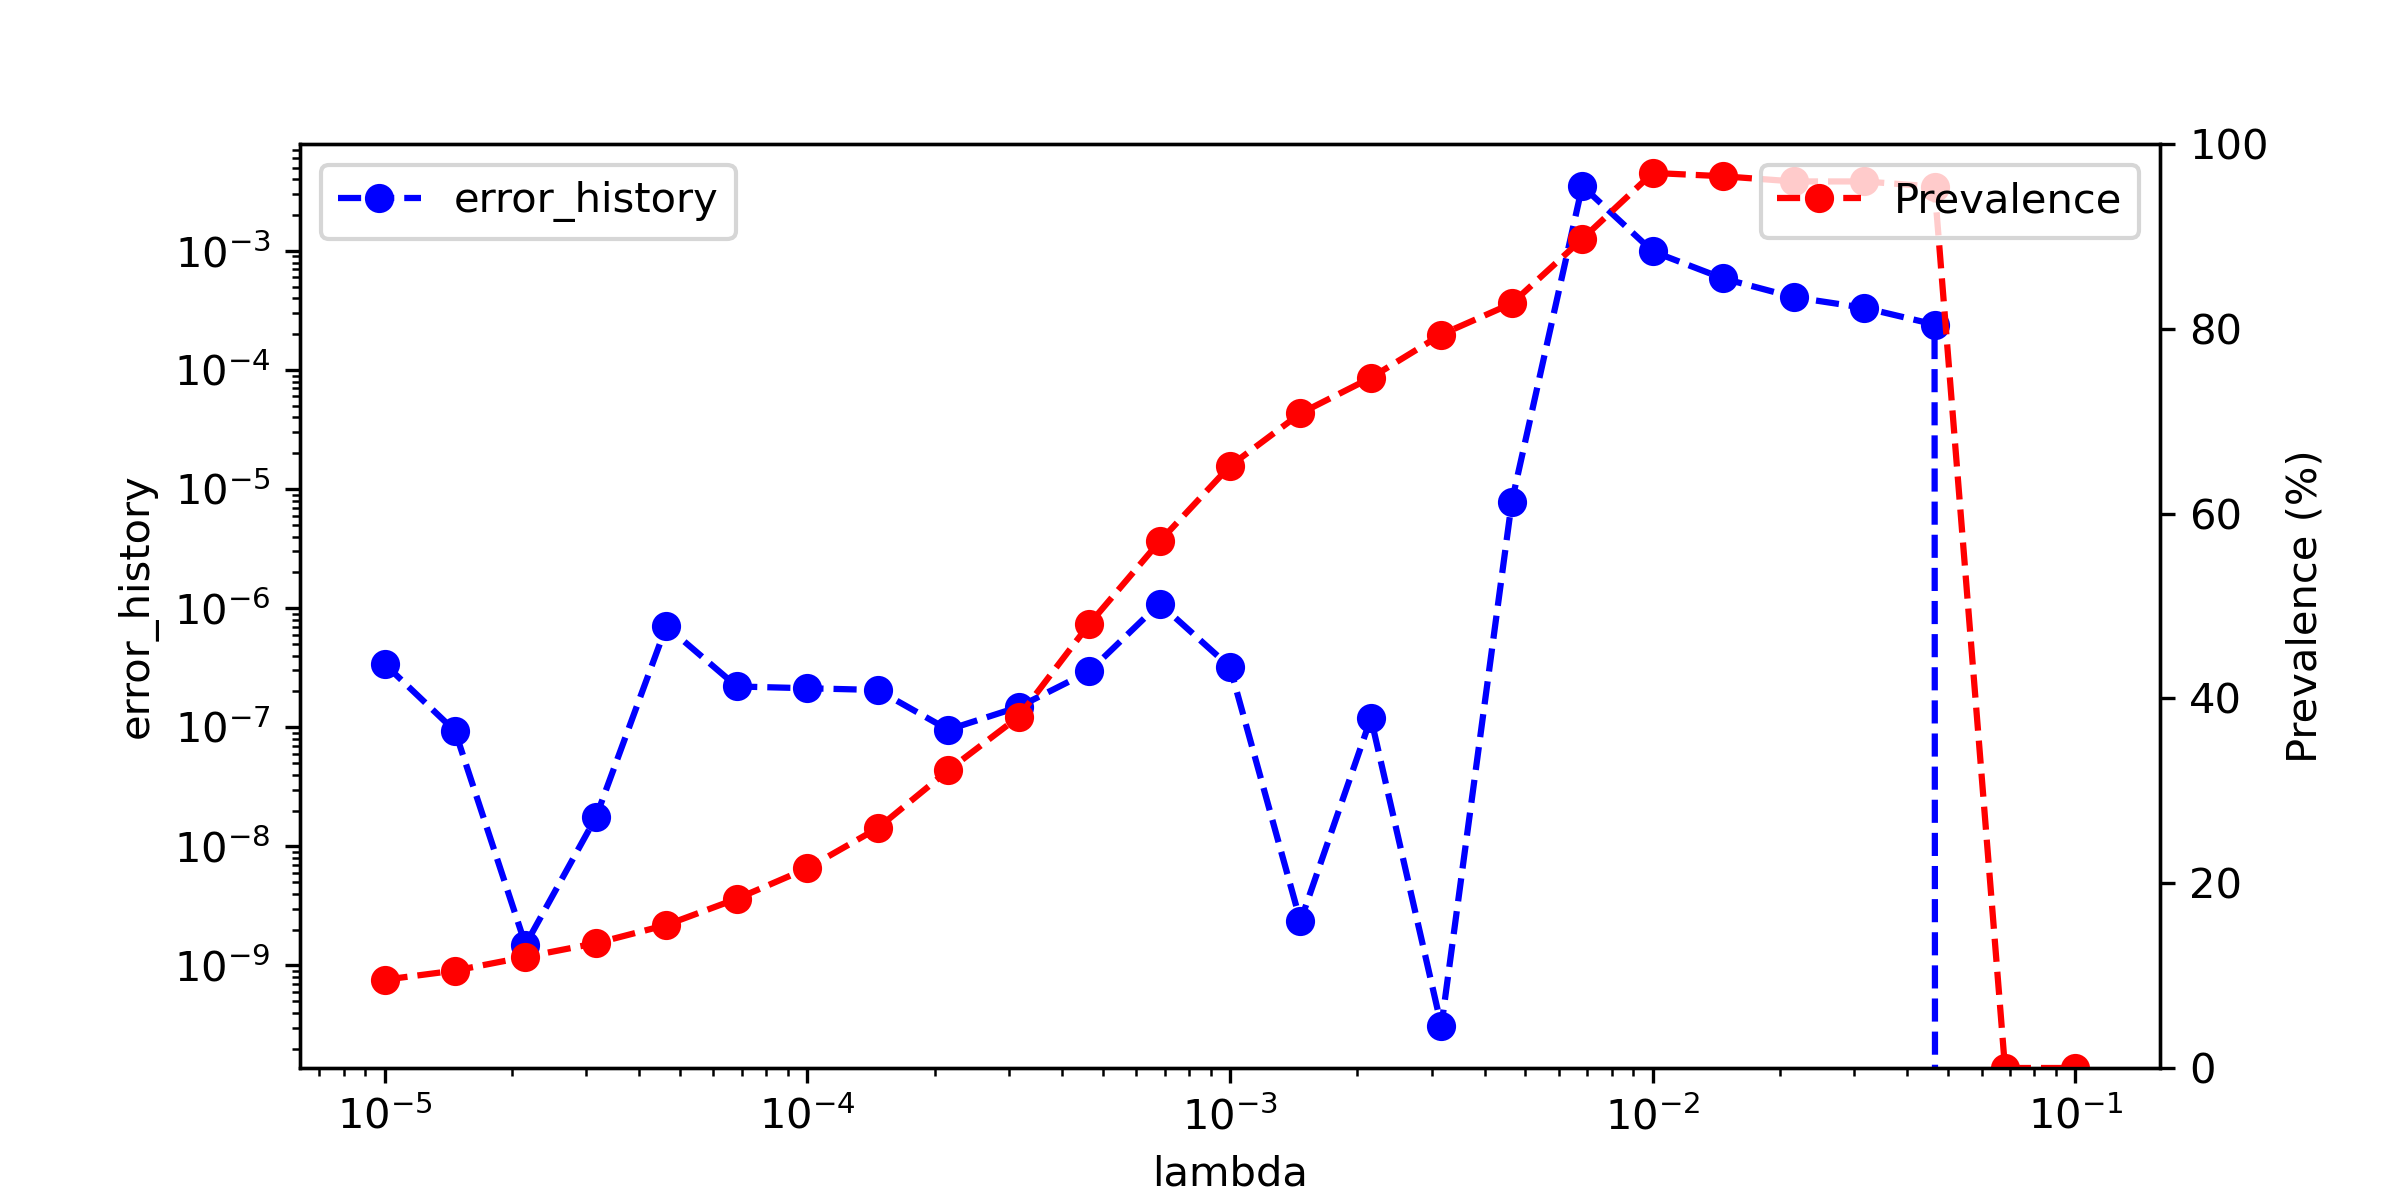 error_history
Prevalence
10⁻³
10⁻⁴
10⁻⁵
10⁻⁶
10⁻⁷
10⁻⁸
10⁻⁹
error_history
100
80
60
40
20
0
Prevalence (%)
10⁻⁵ 10⁻⁴ 10⁻³ 10⁻² 10⁻¹
lambda